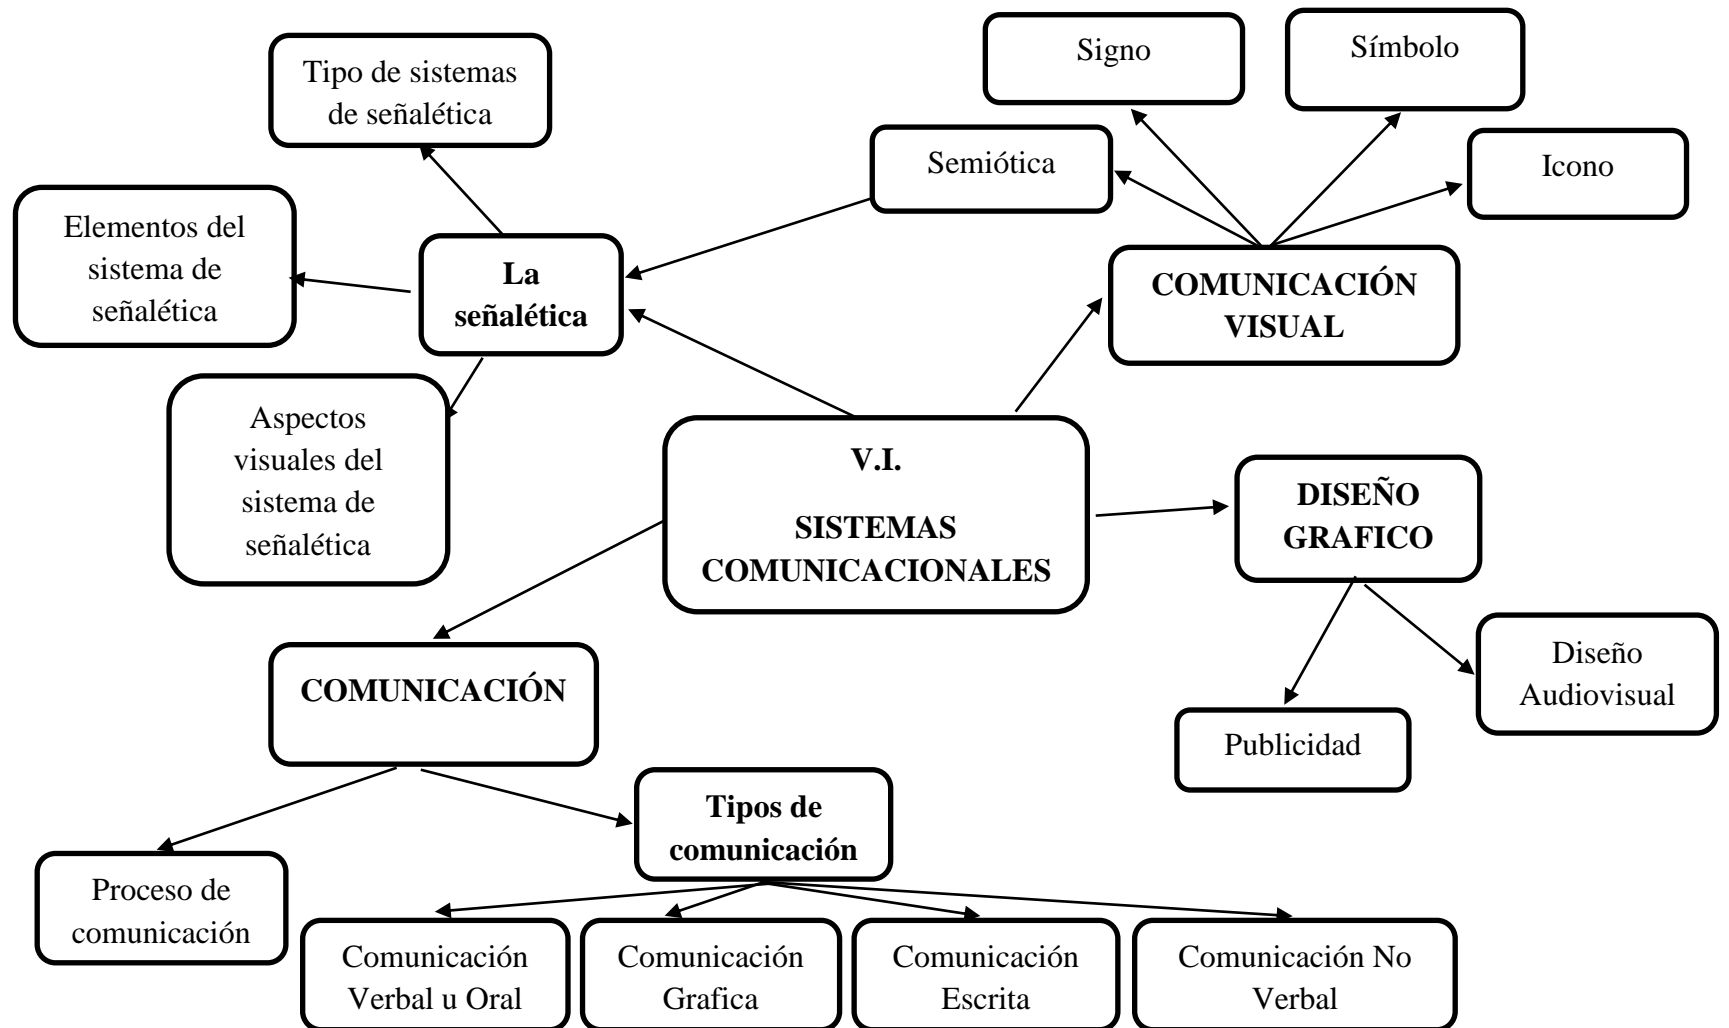 Signo
Símbolo
Tipo de sistemas
de señalética
Semiótica
Icono
Elementos del
sistema de
señalética
La
señalética
COMUNICACIÓN
VISUAL
Aspectos
visuales del
sistema de
señalética
V.I.
SISTEMAS
COMUNICACIONALES
DISEÑO
GRAFICO
COMUNICACIÓN
Diseño
Audiovisual
Publicidad
Tipos de
comunicación
Proceso de
comunicación
Comunicación
Verbal u Oral
Comunicación
Grafica
Comunicación
Escrita
Comunicación No
Verbal